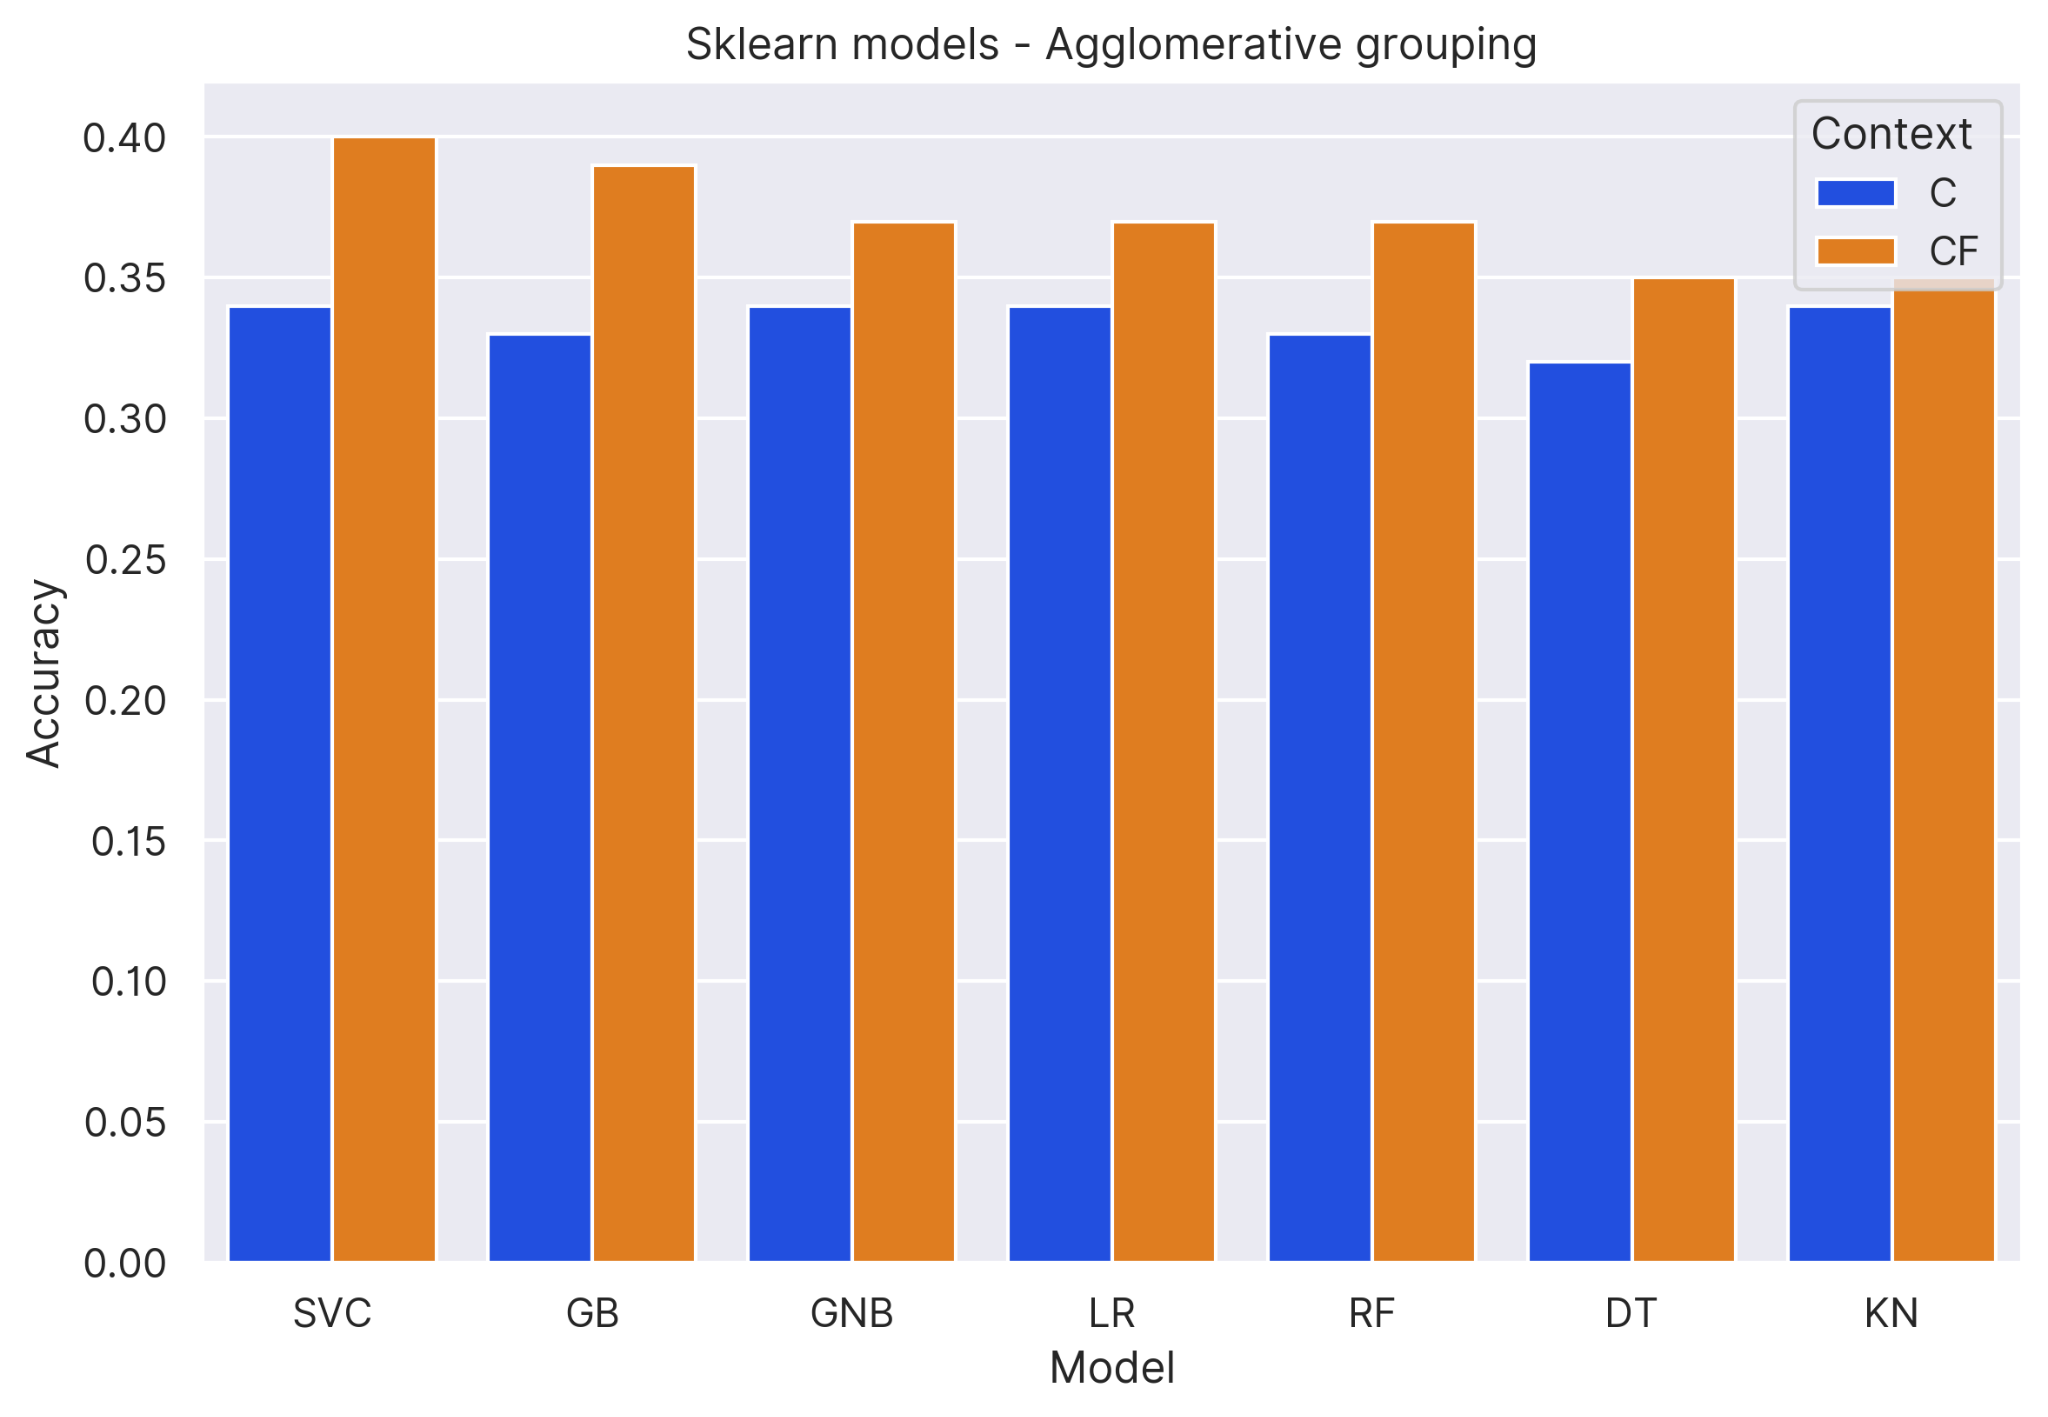 Sklearn models - Agglomerative grouping
Context
C
CF
Accuracy
0.40
0.35
0.30
0.25
0.20
0.15
0.10
0.05
0.00
SVC GB GNB LR RF DT KN
Model